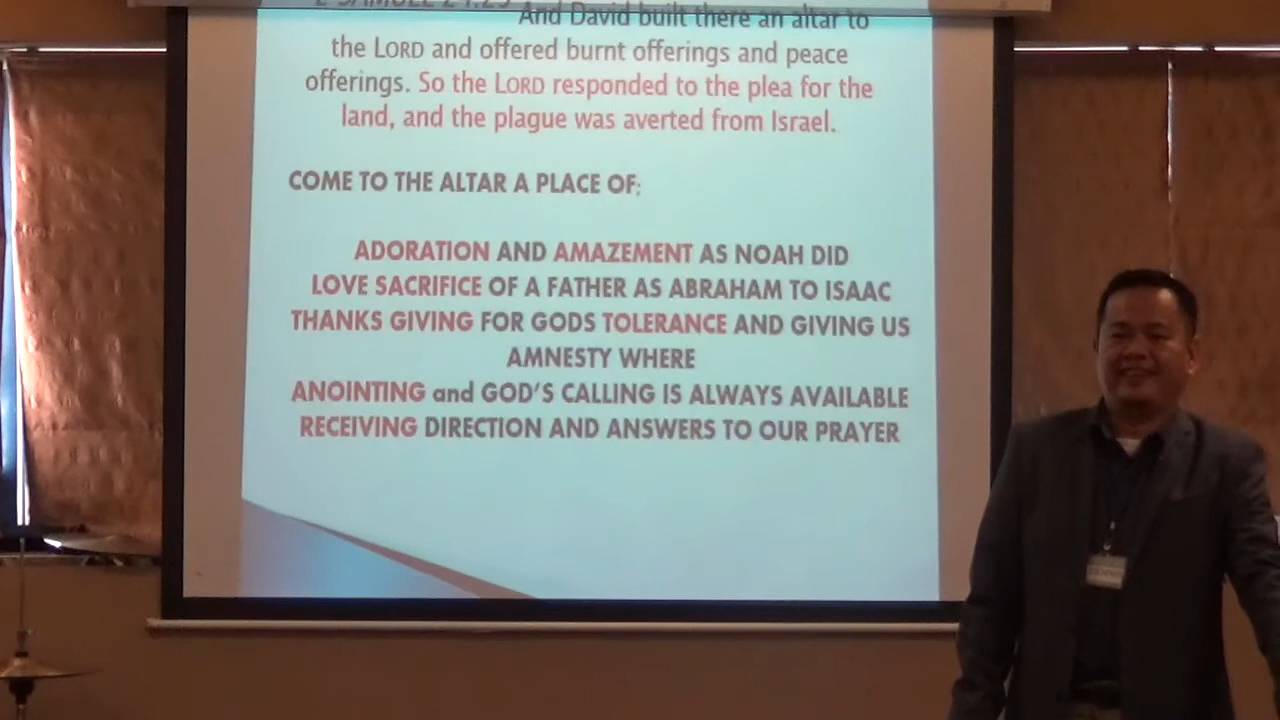 2 SAMUEL 24:25 And David built there an altar to
the LORD and offered burnt offerings and peace
offerings. So the LORD responded to the plea for the
land, and the plague was averted from Israel.
COME TO THE ALTAR A PLACE OF:
ADORATION AND AMAZEMENT AS NOAH DID
LOVE SACRIFICE OF A FATHER AS ABRAHAM TO ISAAC
THANKS GIVING FOR GODS TOLERANCE AND GIVING US
AMNESTY WHERE
ANOINTING and GOD'S CALLING IS ALWAYS AVAILABLE
RECEIVING DIRECTION AND ANSWERS TO OUR PRAYER